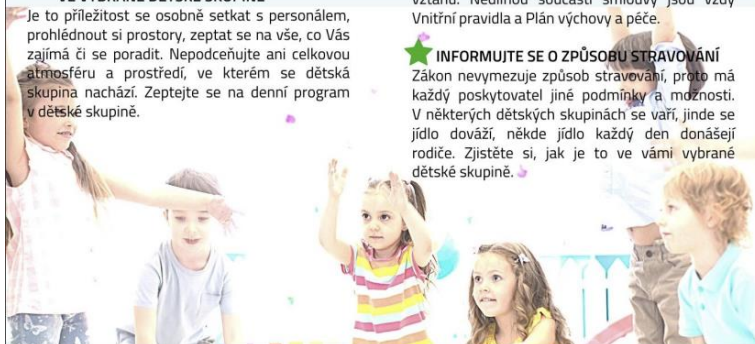 Je to příležitost se osobně setkat s personálem,
prohlédnout si prostory, zeptat se na vše, co Vás
zajímá či se poradit. Nepodceňujte ani celkovou
atmosféru a prostředí, ve kterém se dětská
skupina nachází. Zeptejte se na denní program
v dětské skupině.
vztahu. Nedílnou součástí smlouvy jsou vždy
Vnitřní pravidla a Plán výchovy a péče.
INFORMUJTE SE O ZPŮSOBU STRAVOVÁNÍ
Zákon nevymezuje způsob stravování, proto má
každý poskytovatel jiné podmínky a možnosti.
V některých dětských skupinách se vaří, jinde se
jídlo dováží, někde jídlo každý den donášejí
rodiče. Zjistěte si, jak je to ve vámi vybrané
dětské skupině.